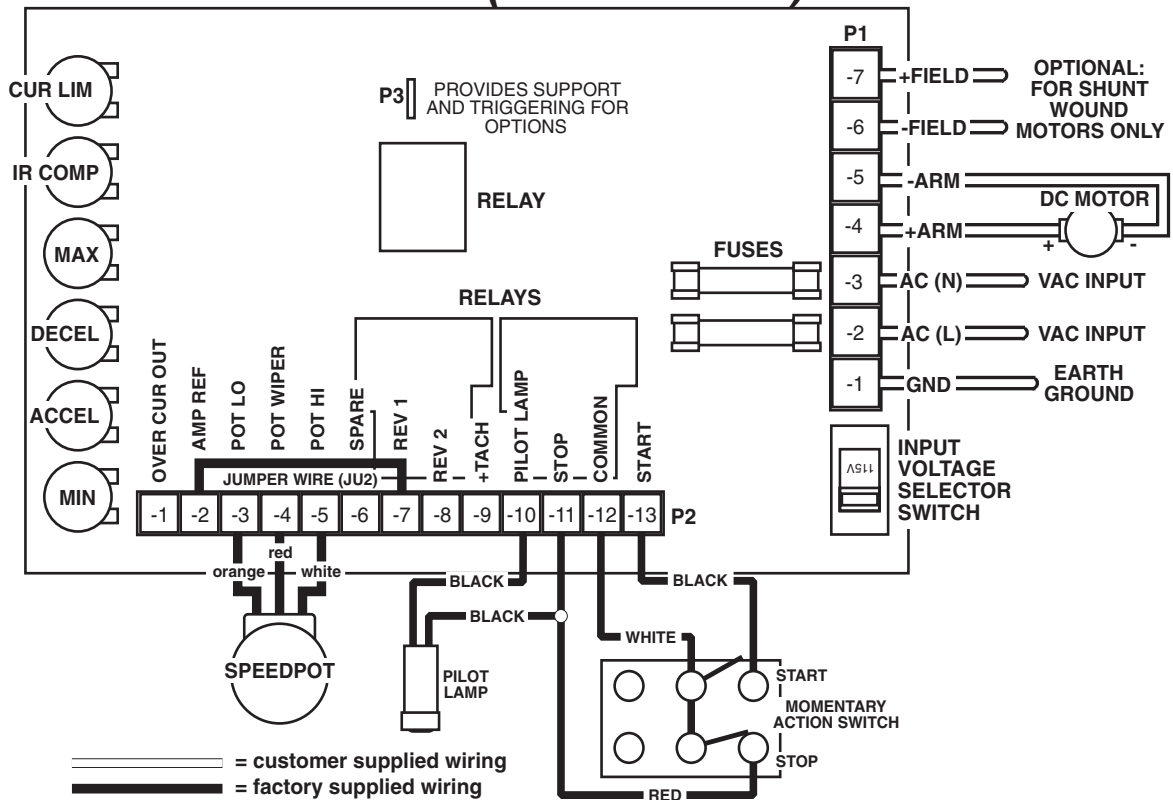 P1
CUR LIM
IR COMP
MAX
DECEL
ACCEL
MIN
P3
PROVIDES SUPPORT
AND TRIGGERING FOR
OPTIONS
RELAY
FUSES
RELAYS
-7
+FIELD
-6
-FIELD
OPTIONAL:
FOR SHUNT
WOUND
MOTORS ONLY
-5
-ARM
-4
+ARM
DC MOTOR
+
-
-3
AC (N)
VAC INPUT
-2
AC (L)
VAC INPUT
-1
GND
EARTH
GROUND
115V
INPUT
VOLTAGE
SELECTOR
SWITCH
OVER CUR OUT
AMP REF
POT LO
POT WIPER
POT HI
SPARE
REV 1
REV 2
+TACH
PILOT LAMP
STOP
COMMON
START
JUMPER WIRE (JU2)
-1 -2 -3 -4 -5 -6 -7 -8 -9 -10 -11 -12 -13
P2
orange
red
white
SPEEDPOT
BLACK
BLACK
PILOT
LAMP
BLACK
WHITE
START
MOMENTARY
ACTION SWITCH
STOP
RED
= customer supplied wiring
= factory supplied wiring